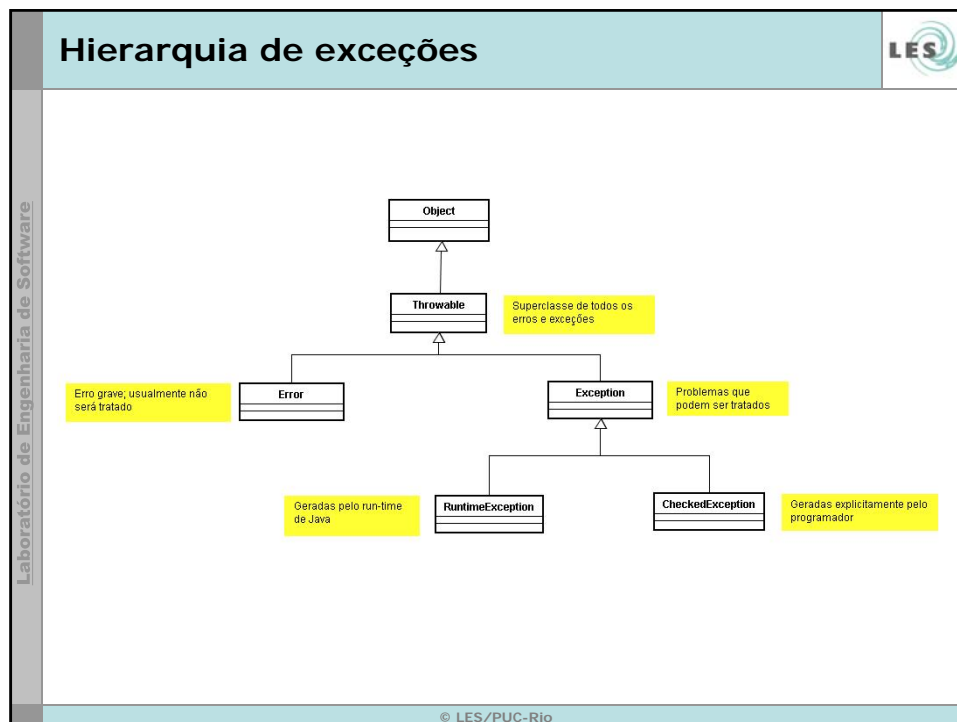 Hierarquia de exceções
LES
Laboratório de Engenharia de Software
Object
Throwable
Superclasse de todos os
erros e exceções
Erro grave; usualmente não
será tratado
Error
Exception
Problemas que
podem ser tratados
Geradas pelo run-time
de Java
RuntimeException
CheckedException
Geradas explicitamente pelo
programador
© LES/PUC-Rio